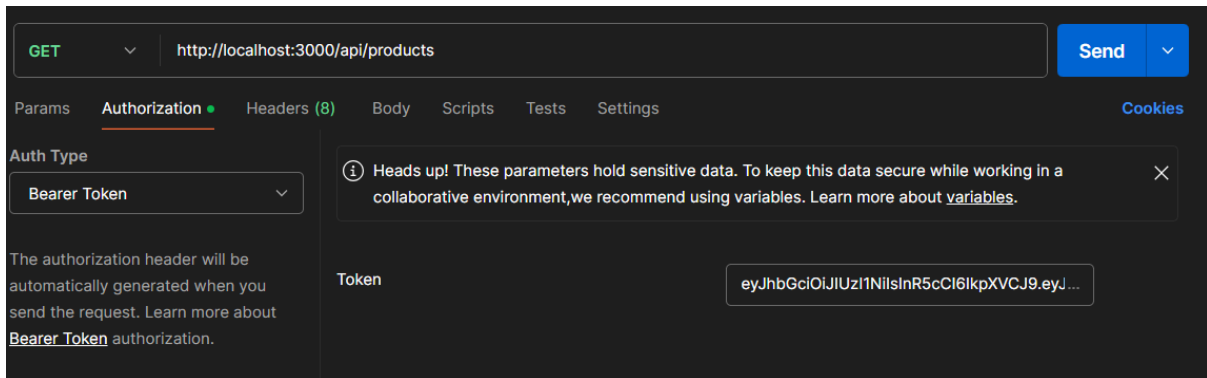 GET http://localhost:3000/api/products Send
Params Authorization Headers (8) Body Scripts Tests Settings Cookies
Auth Type
Bearer Token
The authorization header will be
automatically generated when you
send the request. Learn more about
Bearer Token authorization.
Heads up! These parameters hold sensitive data. To keep this data secure while working in a
collaborative environment,we recommend using variables. Learn more about variables.
Token eyJhbGciOiJIUzI1NiIsInR5cCI6IkpXVCJ9.eyJ...